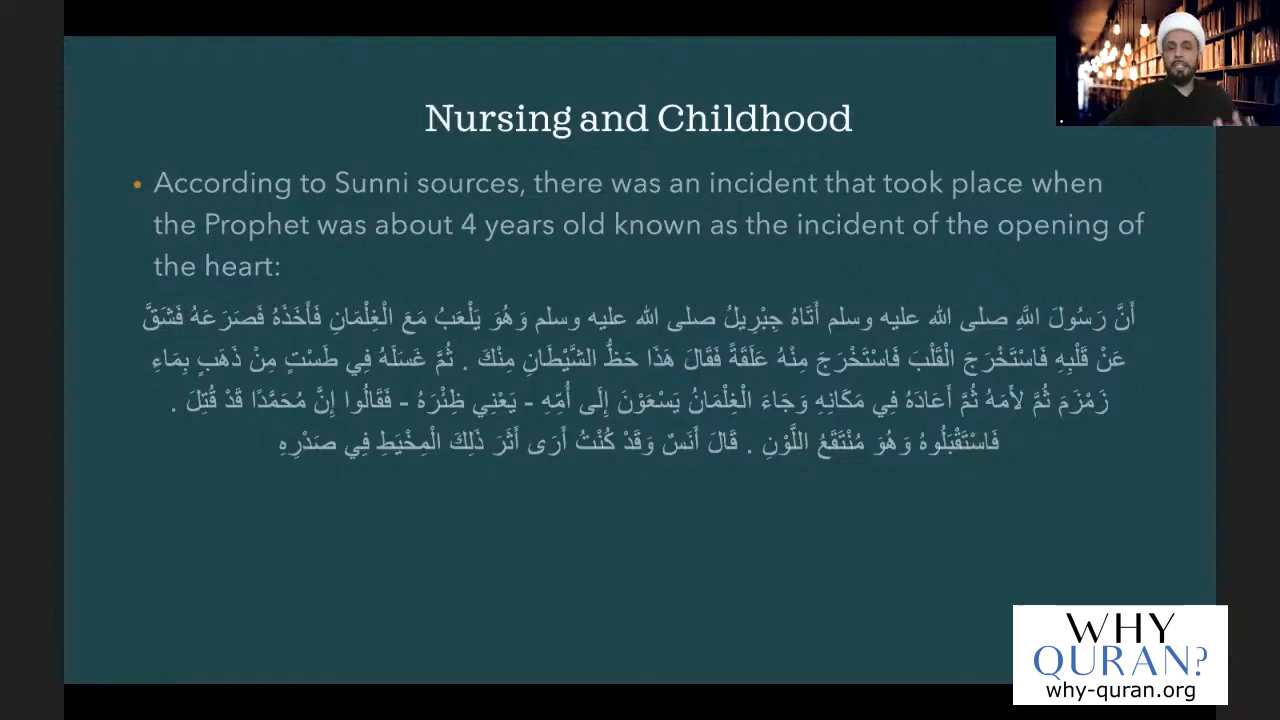 Nursing and Childhood
• According to Sunni sources, there was an incident that took place when
the Prophet was about 4 years old known as the incident of the opening of
the heart:
أَنَّ رَسُولَ اللَّهِ صلى الله عليه وسلم أَتَاهُ جِبْرِيلُ صلى الله عليه وسلم وَهُوَ يَلْعَبُ مَعَ الْغِلْمَانِ فَأَخَذَهُ فَصَرَعَهُ فَشَقَّ
عَنْ قَلْبِهِ فَاسْتَخْرَجَ الْقَلْبَ فَاسْتَخْرَجَ مِنْهُ عَلَقَةً فَقَالَ هَذَا حَظُّ الشَّيْطَانِ مِنْكَ . ثُمَّ غَسَلَهُ فِي طَسْتٍ مِنْ ذَهَبٍ بِمَاءِ
زَمْزَمَ ثُمَّ لأَمَهُ ثُمَّ أَعَادَهُ فِي مَكَانِهِ وَجَاءَ الْغِلْمَانُ يَسْعَوْنَ إِلَى أُمِّهِ - يَعْنِي ظِئْرَهُ - فَقَالُوا إِنَّ مُحَمَّدًا قَدْ قُتِلَ .
فَاسْتَقْبَلُوهُ وَهُوَ مُنْتَقَعُ اللَّوْنِ . قَالَ أَنَسٌ وَقَدْ كُنْتُ أَرَى أَثَرَ ذَلِكَ الْمِخْيَطِ فِي صَدْرِهِ
WHY
QURAN?
why-quran.org